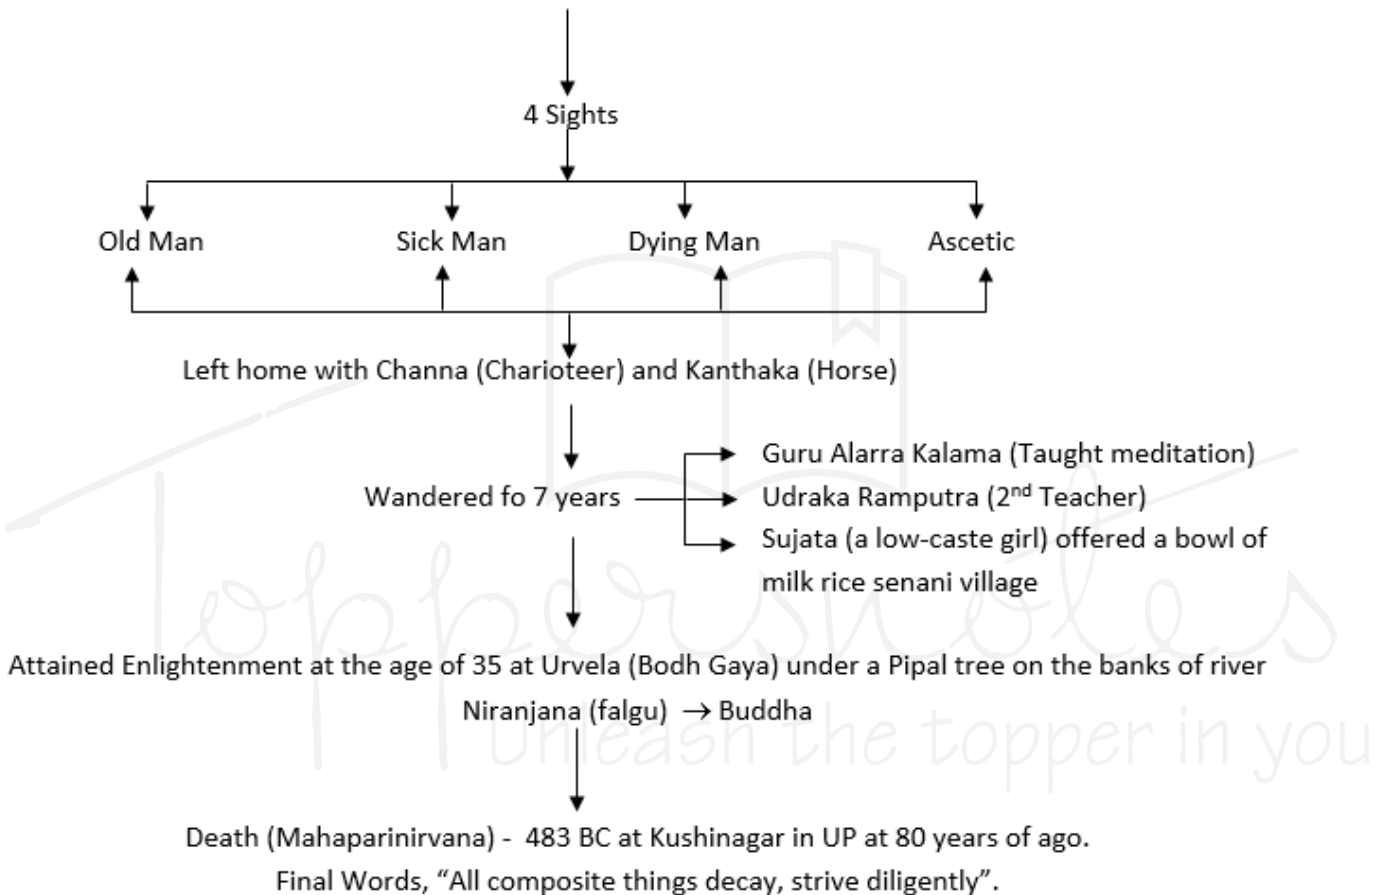 4 Sights
Old Man Sick Man Dying Man Ascetic
Left home with Channa (Charioteer) and Kanthaka (Horse)
Guru Alarra Kalama (Taught meditation)
Wandered fo 7 years Udraka Ramputra (2nd Teacher)
Sujata (a low-caste girl) offered a bowl of
milk rice senani village
Attained Enlightenment at the age of 35 at Urvela (Bodh Gaya) under a Pipal tree on the banks of river
Niranjana (falgu) → Buddha
Death (Mahaparinirvana) - 483 BC at Kushinagar in UP at 80 years of ago.
Final Words, “All composite things decay, strive diligently”.
Toppersnotes
Unleash the topper in you